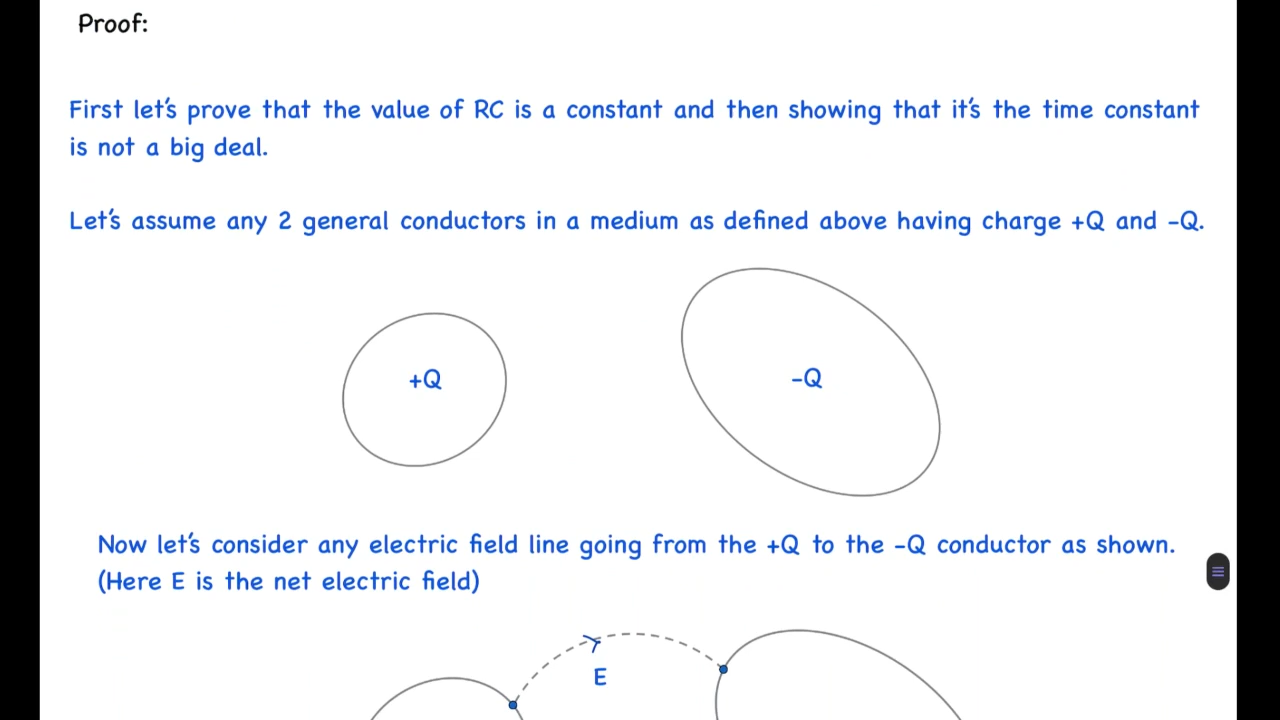 Proof:
First let's prove that the value of RC is a constant and then showing that it's the time constant
is not a big deal.
Let's assume any 2 general conductors in a medium as defined above having charge +Q and -Q.
+Q
-Q
Now let's consider any electric field line going from the +Q to the -Q conductor as shown.
(Here E is the net electric field)
E